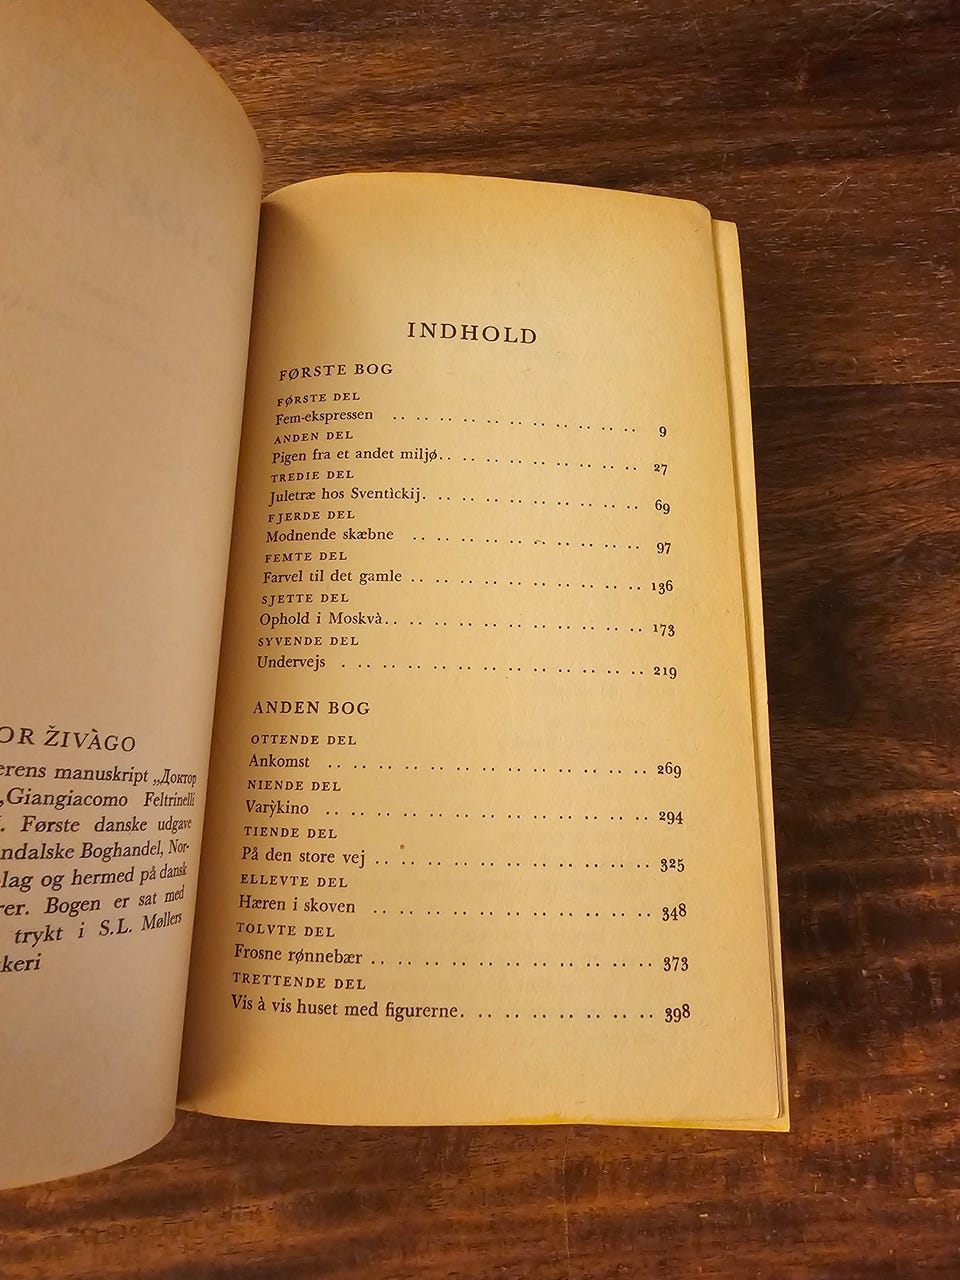 OR ŽIVÀGO
erens manuskript „Доктор
„Giangiacomo Feltrinelli
Første danske udgave
ndalske Boghandel, Nor-
lag og hermed på dansk
rer. Bogen er sat med
trykt i S.L. Møllers
keri
INDHOLD
FØRSTE BOG
FØRSTE DEL
Fem-ekspressen .. .. .. .. .. .. .. .. .. .. .. 9
ANDEN DEL
Pigen fra et andet miljø. . .. .. .. .. .. .. .. .. 27
TREDIE DEL
Juletræ hos Sventìckij. .. .. .. .. .. .. .. .. .. 69
FJERDE DEL
Modnende skæbne .. .. .. .. .. .. .. .. .. .. 97
FEMTE DEL
Farvel til det gamle .. .. .. .. .. .. .. .. .. .. 136
SJETTE DEL
Ophold i Moskvà. . .. .. .. .. .. .. .. .. .. .. 173
SYVENDE DEL
Undervejs . .. .. .. .. .. .. .. .. .. .. .. .. 219
ANDEN BOG
OTTENDE DEL
Ankomst .. .. .. .. .. .. .. .. .. .. .. .. .. 269
NIENDE DEL
Varỳkino .. .. .. .. .. .. .. .. .. .. .. .. .. 294
TIENDE DEL
På den store vej .. .. .. .. .. .. .. .. .. .. .. 325
ELLEVTE DEL
Hæren i skoven .. .. .. .. .. .. .. .. .. .. .. 348
TOLVTE DEL
Frosne rønnebær .. .. .. .. .. .. .. .. .. .. .. 373
TRETTENDE DEL
Vis à vis huset med figurerne. .. .. .. .. .. .. .. 398